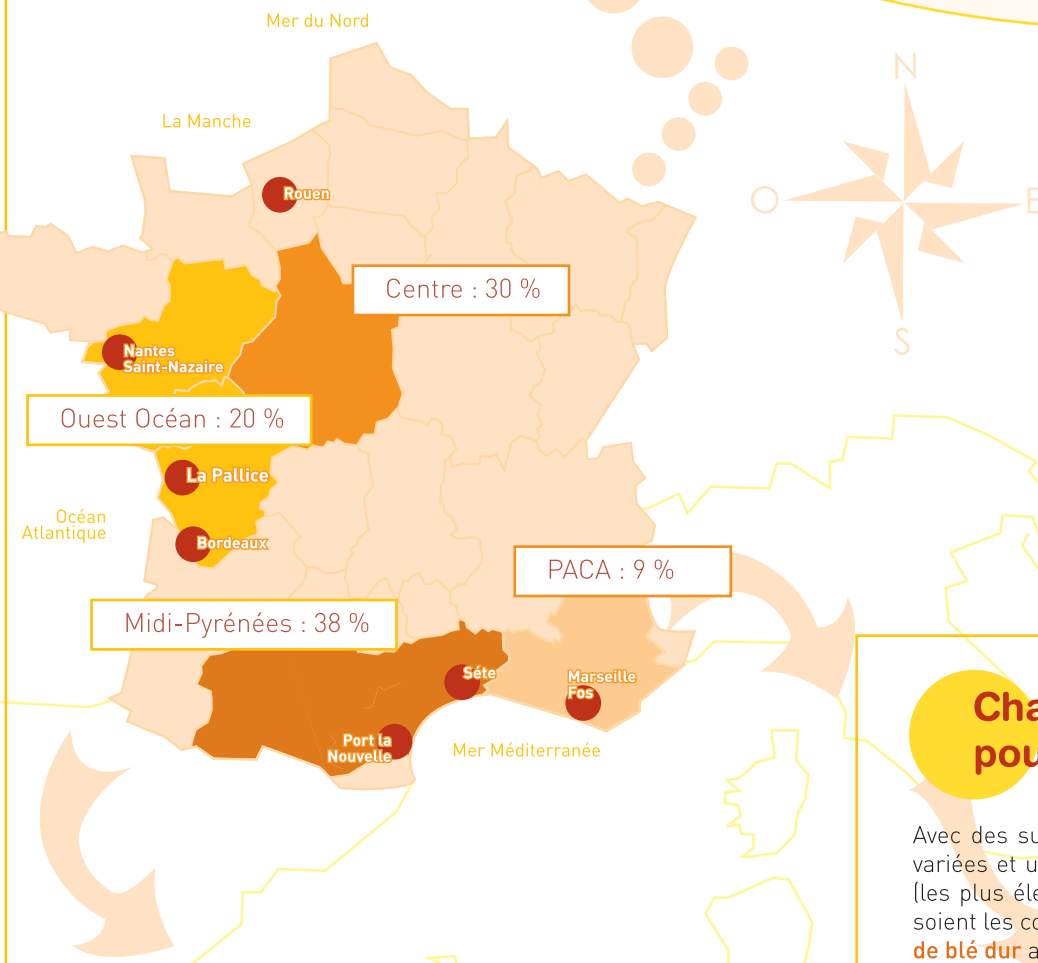 Mer du Nord
La Manche
N
Rouen
O
E
Centre : 30 %
S
Nantes
Saint-Nazaire
Ouest Océan : 20 %
La Pallice
Océan
Atlantique
Bordeaux
PACA : 9 %
Midi-Pyrénées : 38 %
Séte
Marseille
Fos
Port la
Nouvelle
Mer Méditerranée
Cha
pou
Avec des su
variées et u
(les plus éle
soient les co
de blé dur a